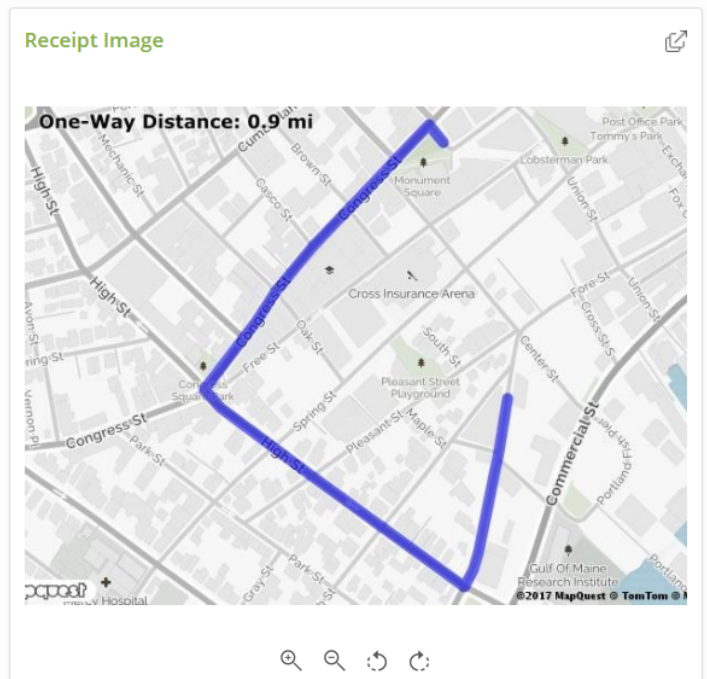 Receipt Image
One-Way Distance: 0.9 mi
Cumberlan
Post Office Park
Tommy's Park
Mechanic St
Brown St
Lobsterman Park
Exchan
High St
Casco St
Congress St
Monument
Square
Union St
Fox C
High St
Cross Insurance Arena
Fore St
Union St
Avon St
Congress St
Oak St
Cross St S
ring St
Free St
South St
Center St
Congress
Square Park
Pleasant Street
Playground
Vernon Pl
Spring St
Congress St
Park St
Pleasant St
Maple St
Commercial St
Fish Pier
Portland
High St
Park St
Gray St
Gulf Of Maine
Research Institute
Portland
Mercy Hospital
©2017 MapQuest © TomTom © M